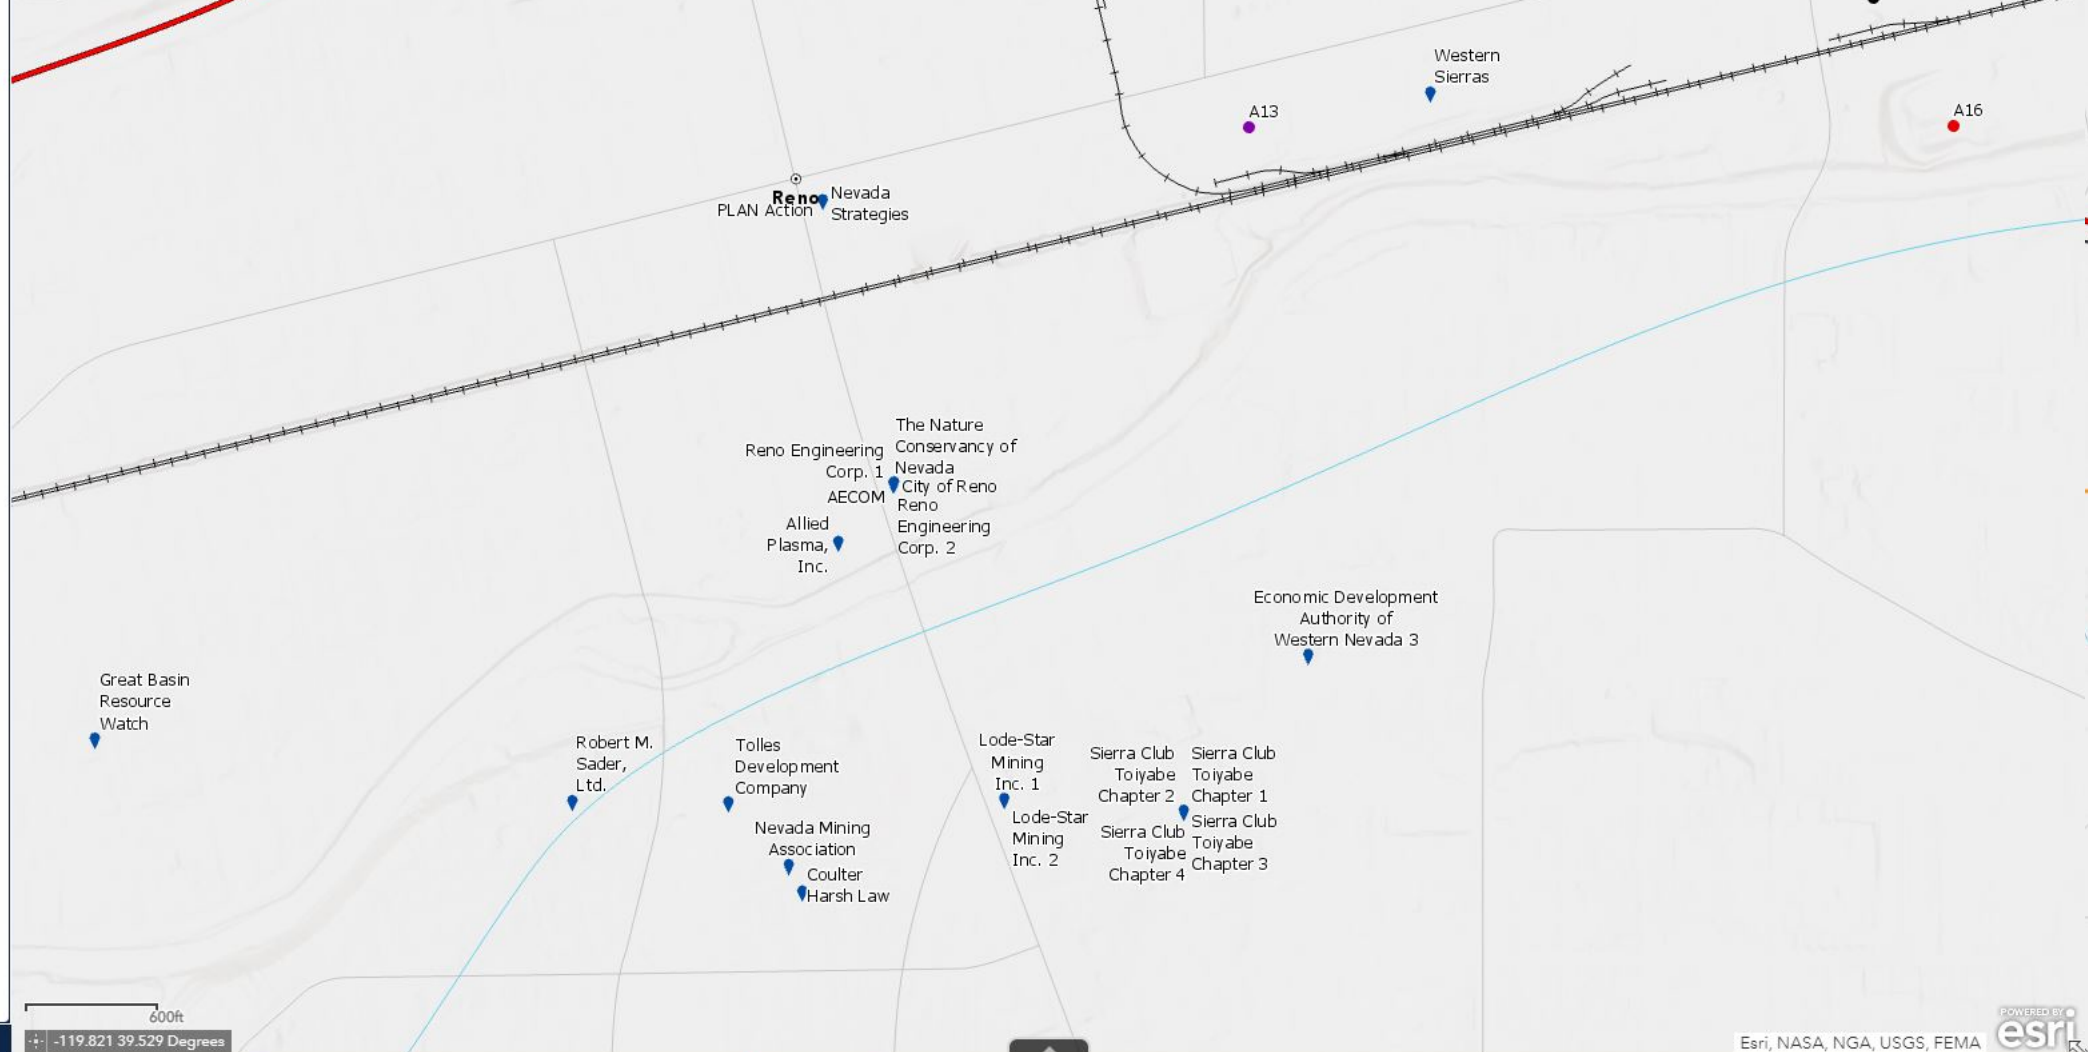 Western
Sierras
A13
A16
Reno
PLAN Action
Nevada
Strategies
The Nature
Conservancy of
Nevada
Reno Engineering
Corp. 1
City of Reno
AECOM
Reno
Engineering
Corp. 2
Allied
Plasma,
Inc.
Economic Development
Authority of
Western Nevada 3
Great Basin
Resource
Watch
Robert M.
Sader,
Ltd.
Tolles
Development
Company
Nevada Mining
Association
Coulter
Harsh Law
Lode-Star
Mining
Inc. 1
Lode-Star
Mining
Inc. 2
Sierra Club
Toiyabe
Chapter 2
Sierra Club
Toiyabe
Chapter 1
Sierra Club
Toiyabe
Chapter 4
Sierra Club
Toiyabe
Chapter 3
600ft
-119.821 39.529 Degrees
POWERED BY
esri
Esri, NASA, NGA, USGS, FEMA